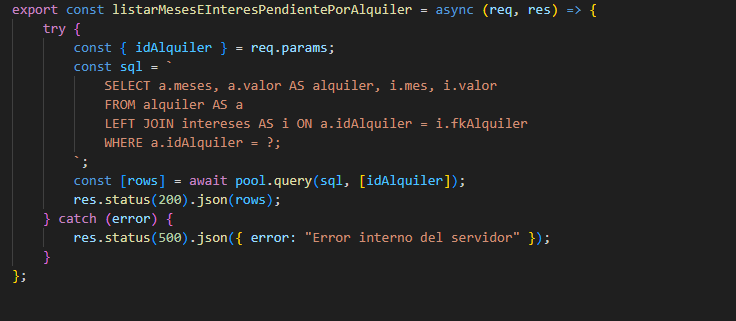 export const listarMesesEInteresPendientePorAlquiler = async (req, res) => {
    try {
        const { idAlquiler } = req.params;
        const sql = `
            SELECT a.meses, a.valor AS alquiler, i.mes, i.valor
            FROM alquiler AS a
            LEFT JOIN intereses AS i ON a.idAlquiler = i.fkAlquiler
            WHERE a.idAlquiler = ?;
        `;
        const [rows] = await pool.query(sql, [idAlquiler]);
        res.status(200).json(rows);
    } catch (error) {
        res.status(500).json({ error: "Error interno del servidor" });
    }
};